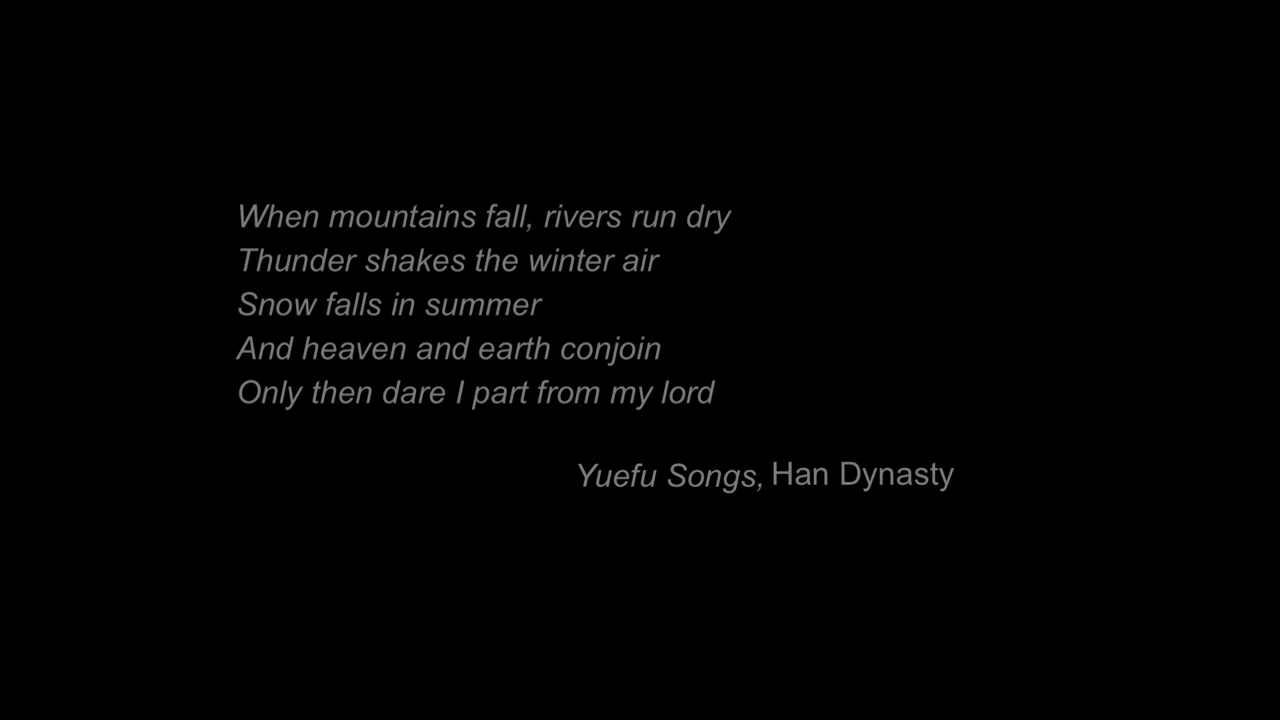 When mountains fall, rivers run dry
Thunder shakes the winter air
Snow falls in summer
And heaven and earth conjoin
Only then dare I part from my lord
Yuefu Songs, Han Dynasty